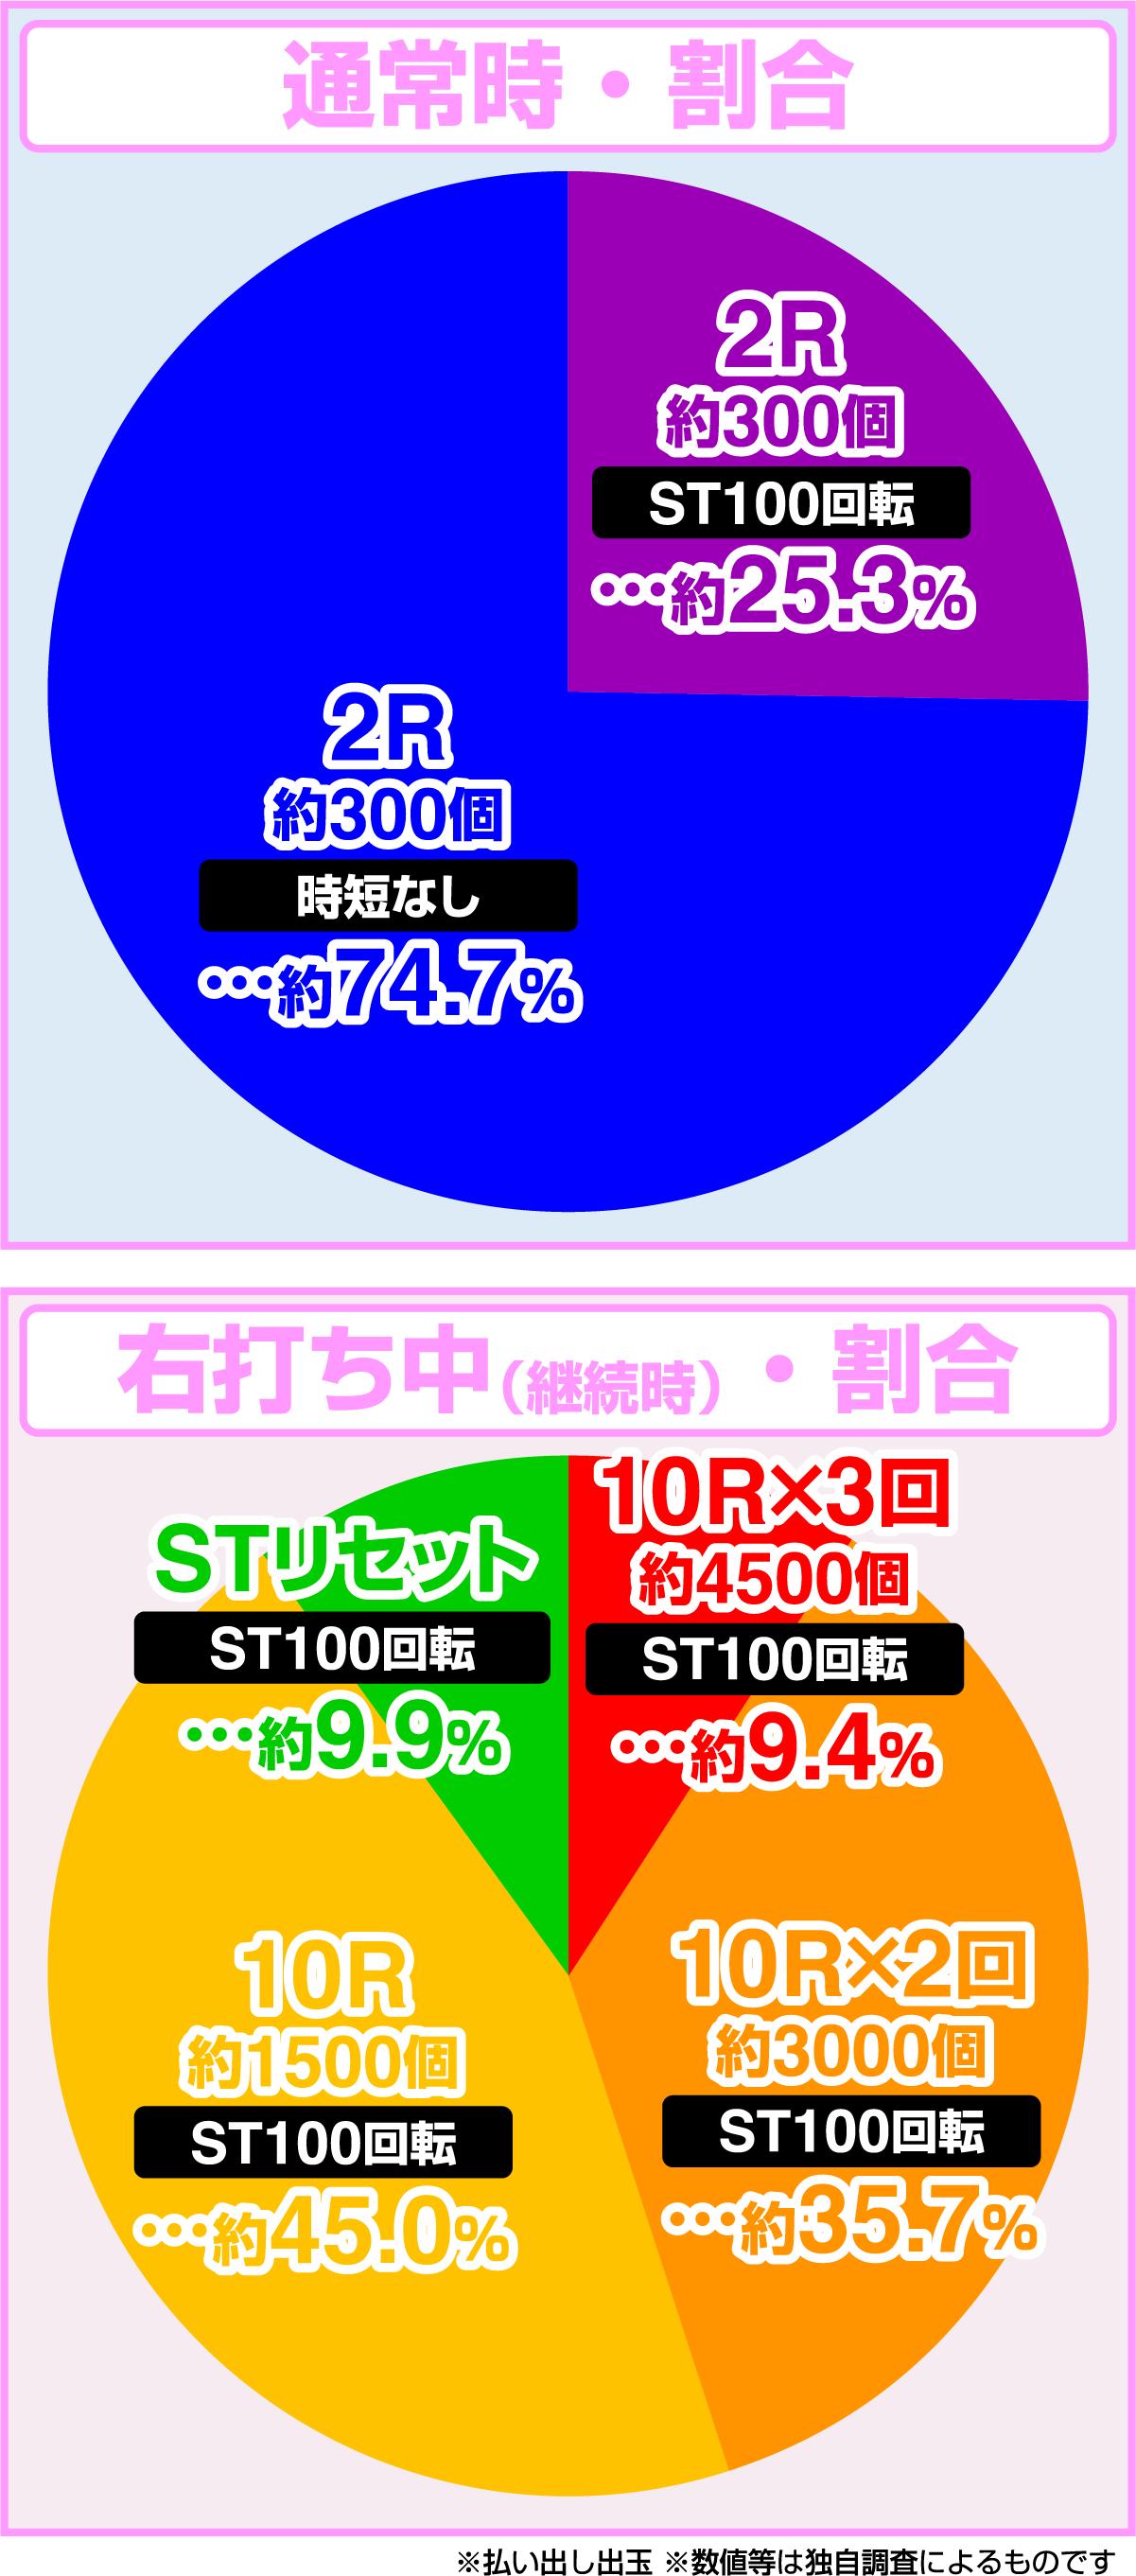 通常時・割合
2R
約300個
ST100回転
…約25.3%
2R
約300個
時短なし
…約74.7%
右打ち中(継続時)・割合
10R×3回
約4500個
ST100回転
…約9.4%
STリセット
ST100回転
…約9.9%
10R×2回
約3000個
ST100回転
…約35.7%
10R
約1500個
ST100回転
…約45.0%
※払い出し出玉 ※数値等は独自調査によるものです